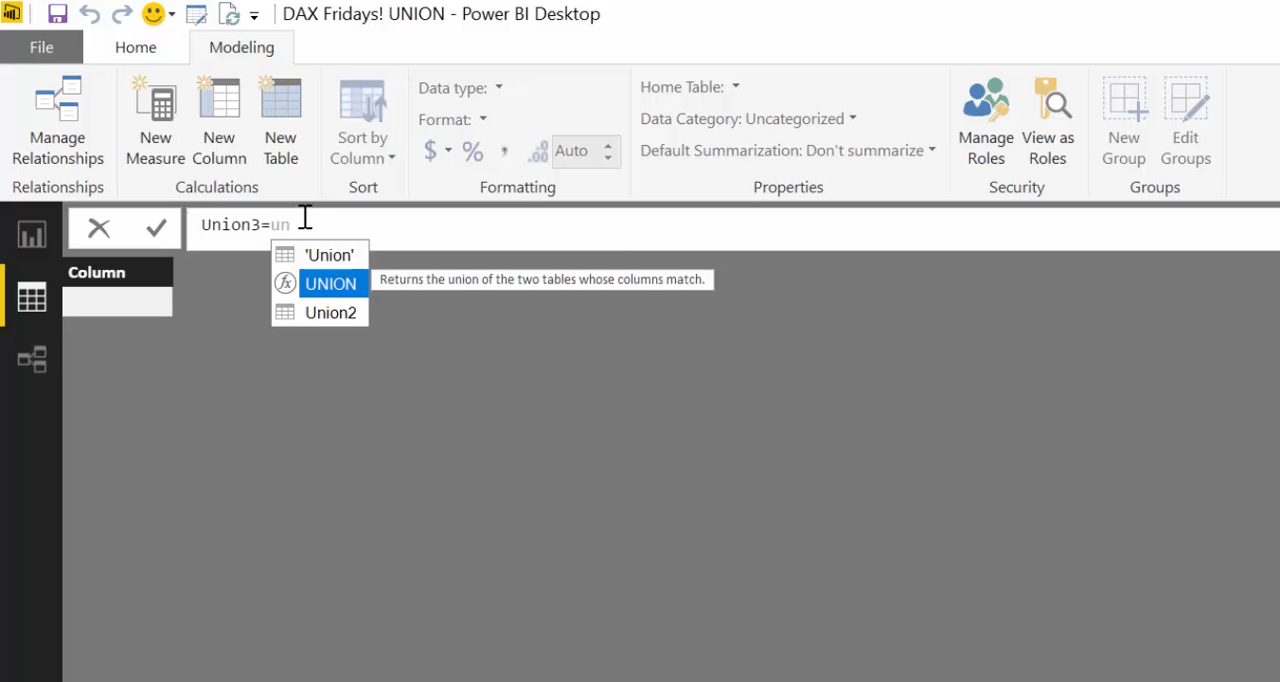 DAX Fridays! UNION - Power BI Desktop
File Home Modeling
Manage Relationships
New Measure
New Column
New Table
Sort by Column
Data type:
Format:
$ % , .00 Auto
Home Table:
Data Category: Uncategorized
Default Summarization: Don't summarize
Manage Roles
View as Roles
New Group
Edit Groups
Relationships Calculations Sort Formatting Properties Security Groups
Union3=un
Column
'Union'
fx UNION Returns the union of the two tables whose columns match.
Union2